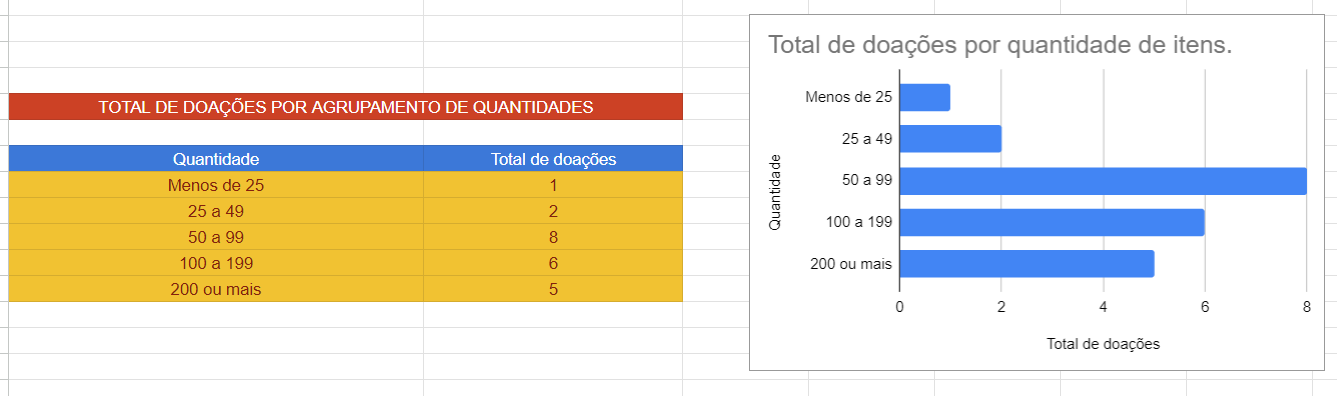 TOTAL DE DOAÇÕES POR AGRUPAMENTO DE QUANTIDADES
Quantidade Total de doações
Menos de 25 1
25 a 49 2
50 a 99 8
100 a 199 6
200 ou mais 5
Total de doações por quantidade de itens.
Quantidade
Menos de 25
25 a 49
50 a 99
100 a 199
200 ou mais
0 2 4 6 8
Total de doações